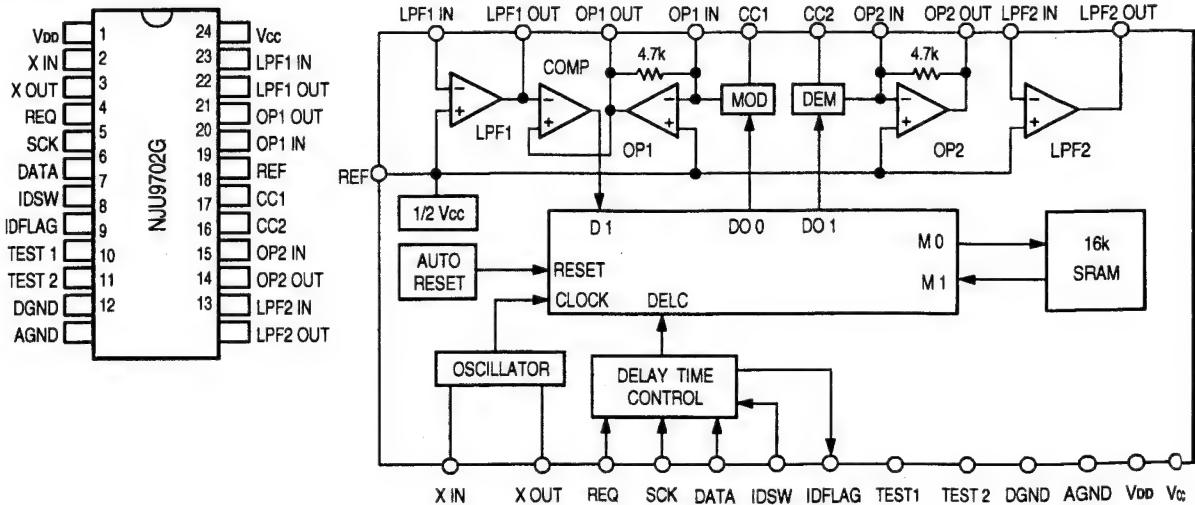 VDD 1 24 VCC
X IN 2 23 LPF1 IN
X OUT 3 22 LPF1 OUT
REQ 4 21 OP1 OUT
SCK 5 20 OP1 IN
DATA 6 19 REF
IDSW 7 18 CC1
IDFLAG 8 17 CC2
TEST 1 9 16 OP2 IN
TEST 2 10 15 OP2 OUT
DGND 11 14 LPF2 IN
AGND 12 13 LPF2 OUT
NJU9702G
LPF1 IN LPF1 OUT OP1 OUT OP1 IN CC1 CC2 OP2 IN OP2 OUT LPF2 IN LPF2 OUT
4.7k 4.7k
COMP
MOD DEM
LPF1 OP1 OP2 LPF2
REF
1/2 Vcc
D 1 DO 0 DO 1
M 0
M 1
16k
SRAM
AUTO
RESET
RESET
CLOCK DELC
OSCILLATOR
DELAY TIME
CONTROL
X IN X OUT REQ SCK DATA IDSW IDFLAG TEST1 TEST 2 DGND AGND VDD Vcc